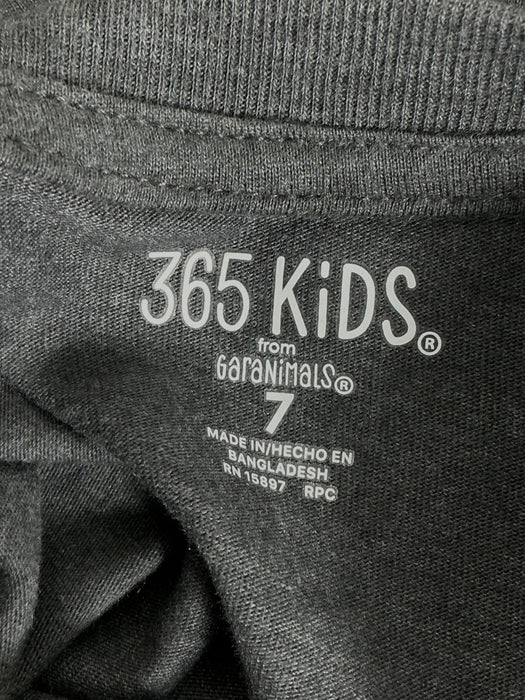 365 KiDS®
from
GaraNiMaLS®
7
MADE IN/HECHO EN
BANGLADESH
RN 15897 RPC